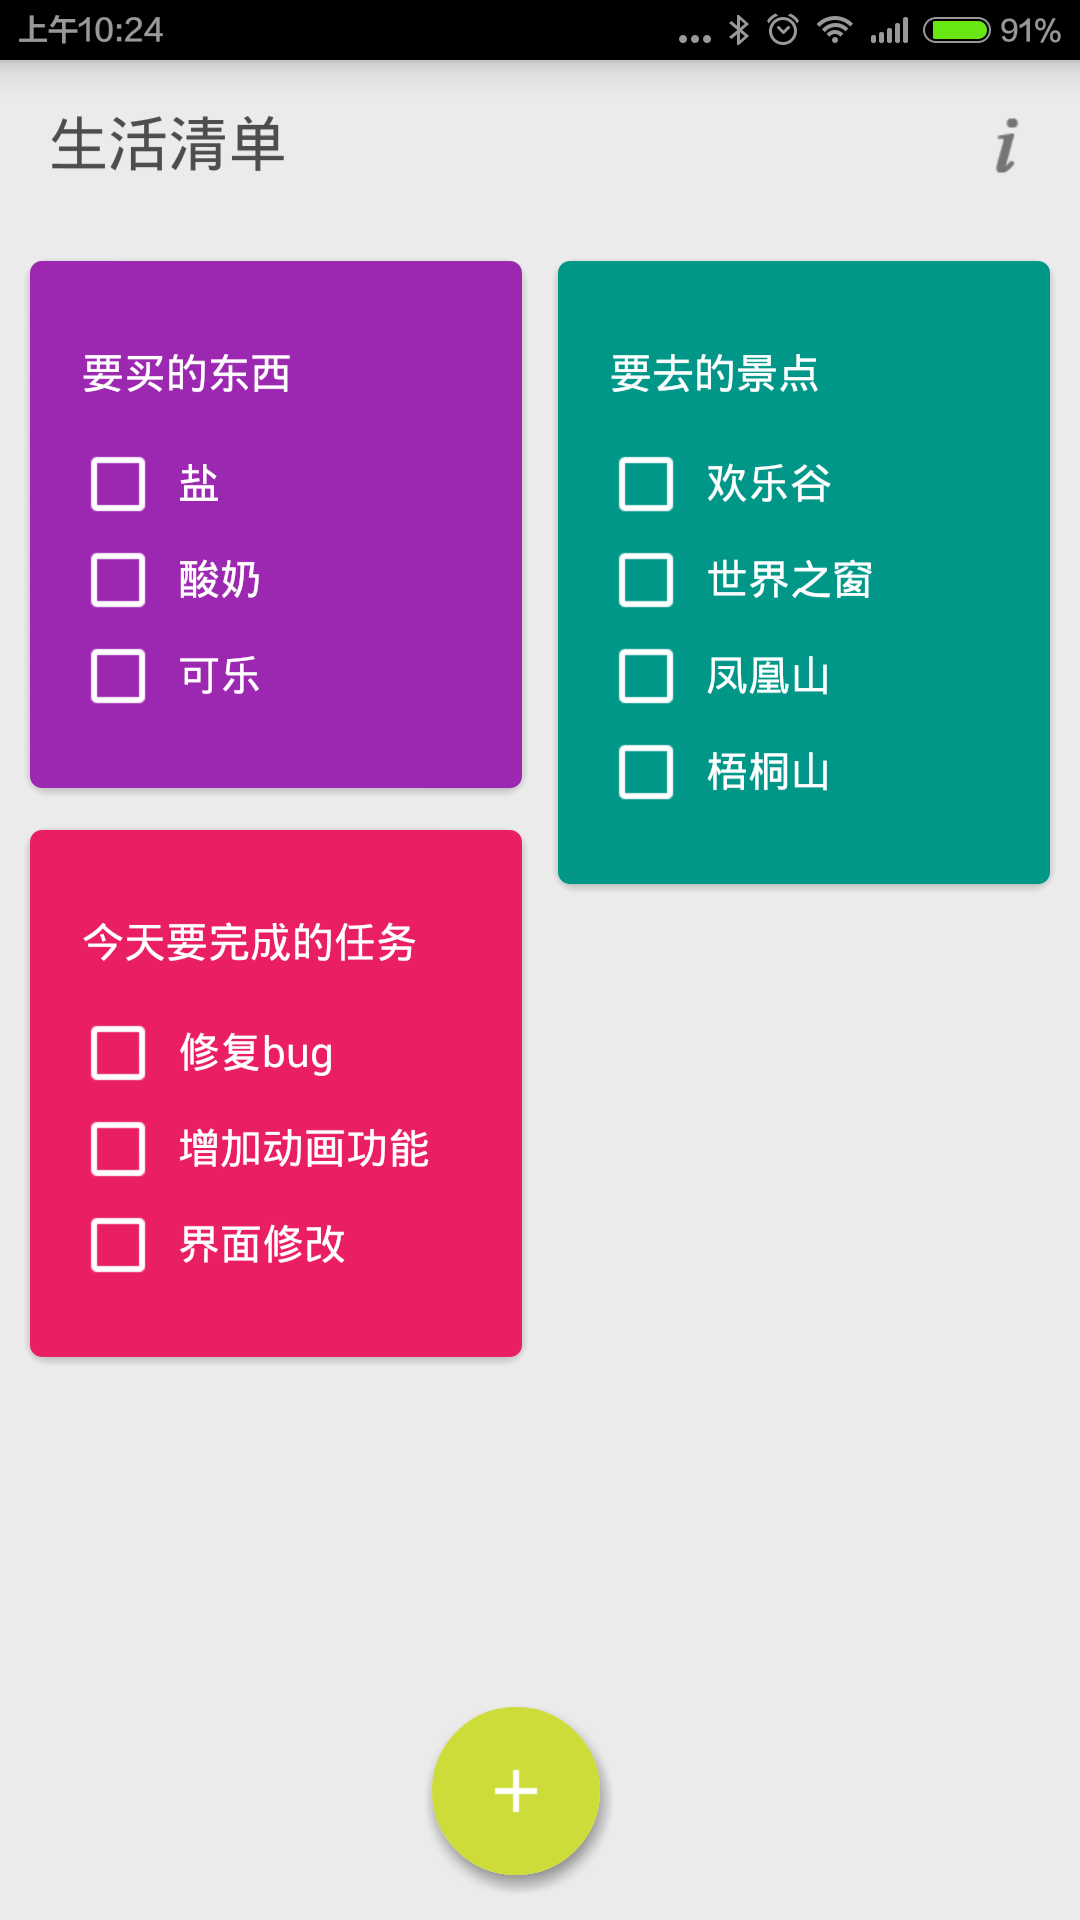 上午10:24
91%
生活清单
i
要买的东西
盐
酸奶
可乐
要去的景点
欢乐谷
世界之窗
凤凰山
梧桐山
今天要完成的任务
修复bug
增加动画功能
界面修改
+